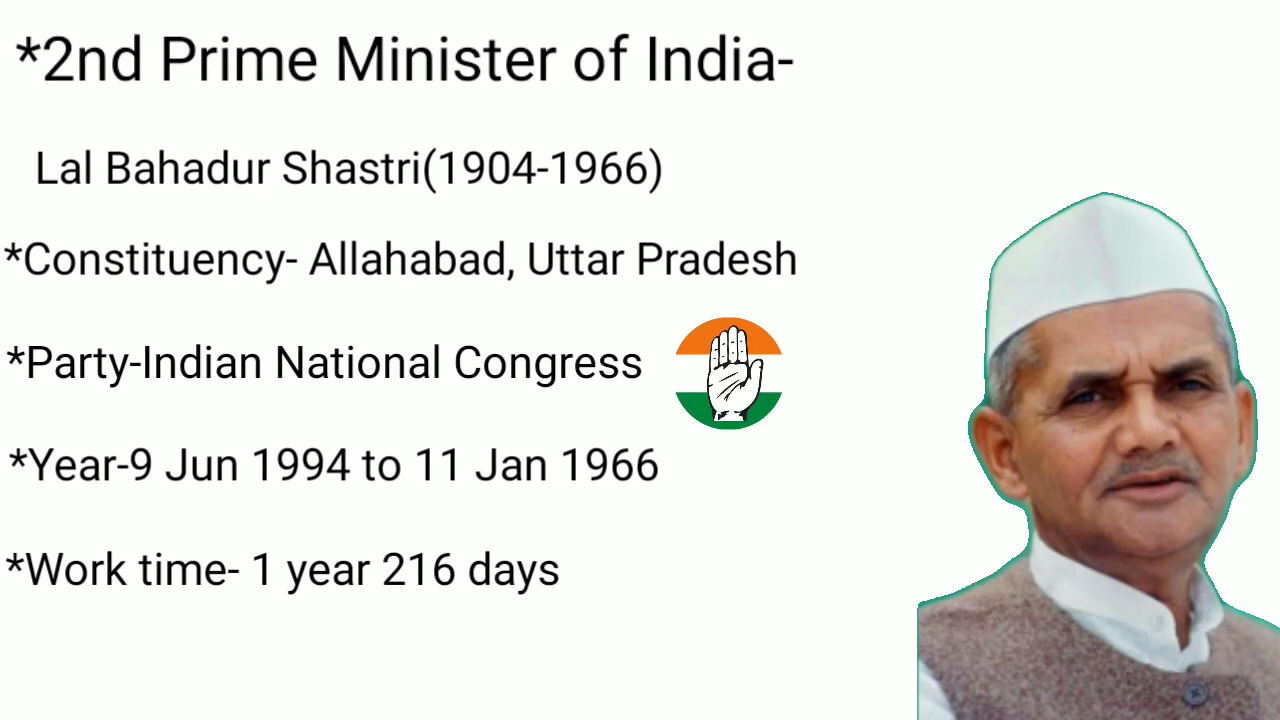 *2nd Prime Minister of India-
Lal Bahadur Shastri(1904-1966)
*Constituency- Allahabad, Uttar Pradesh
*Party-Indian National Congress
*Year-9 Jun 1994 to 11 Jan 1966
*Work time- 1 year 216 days